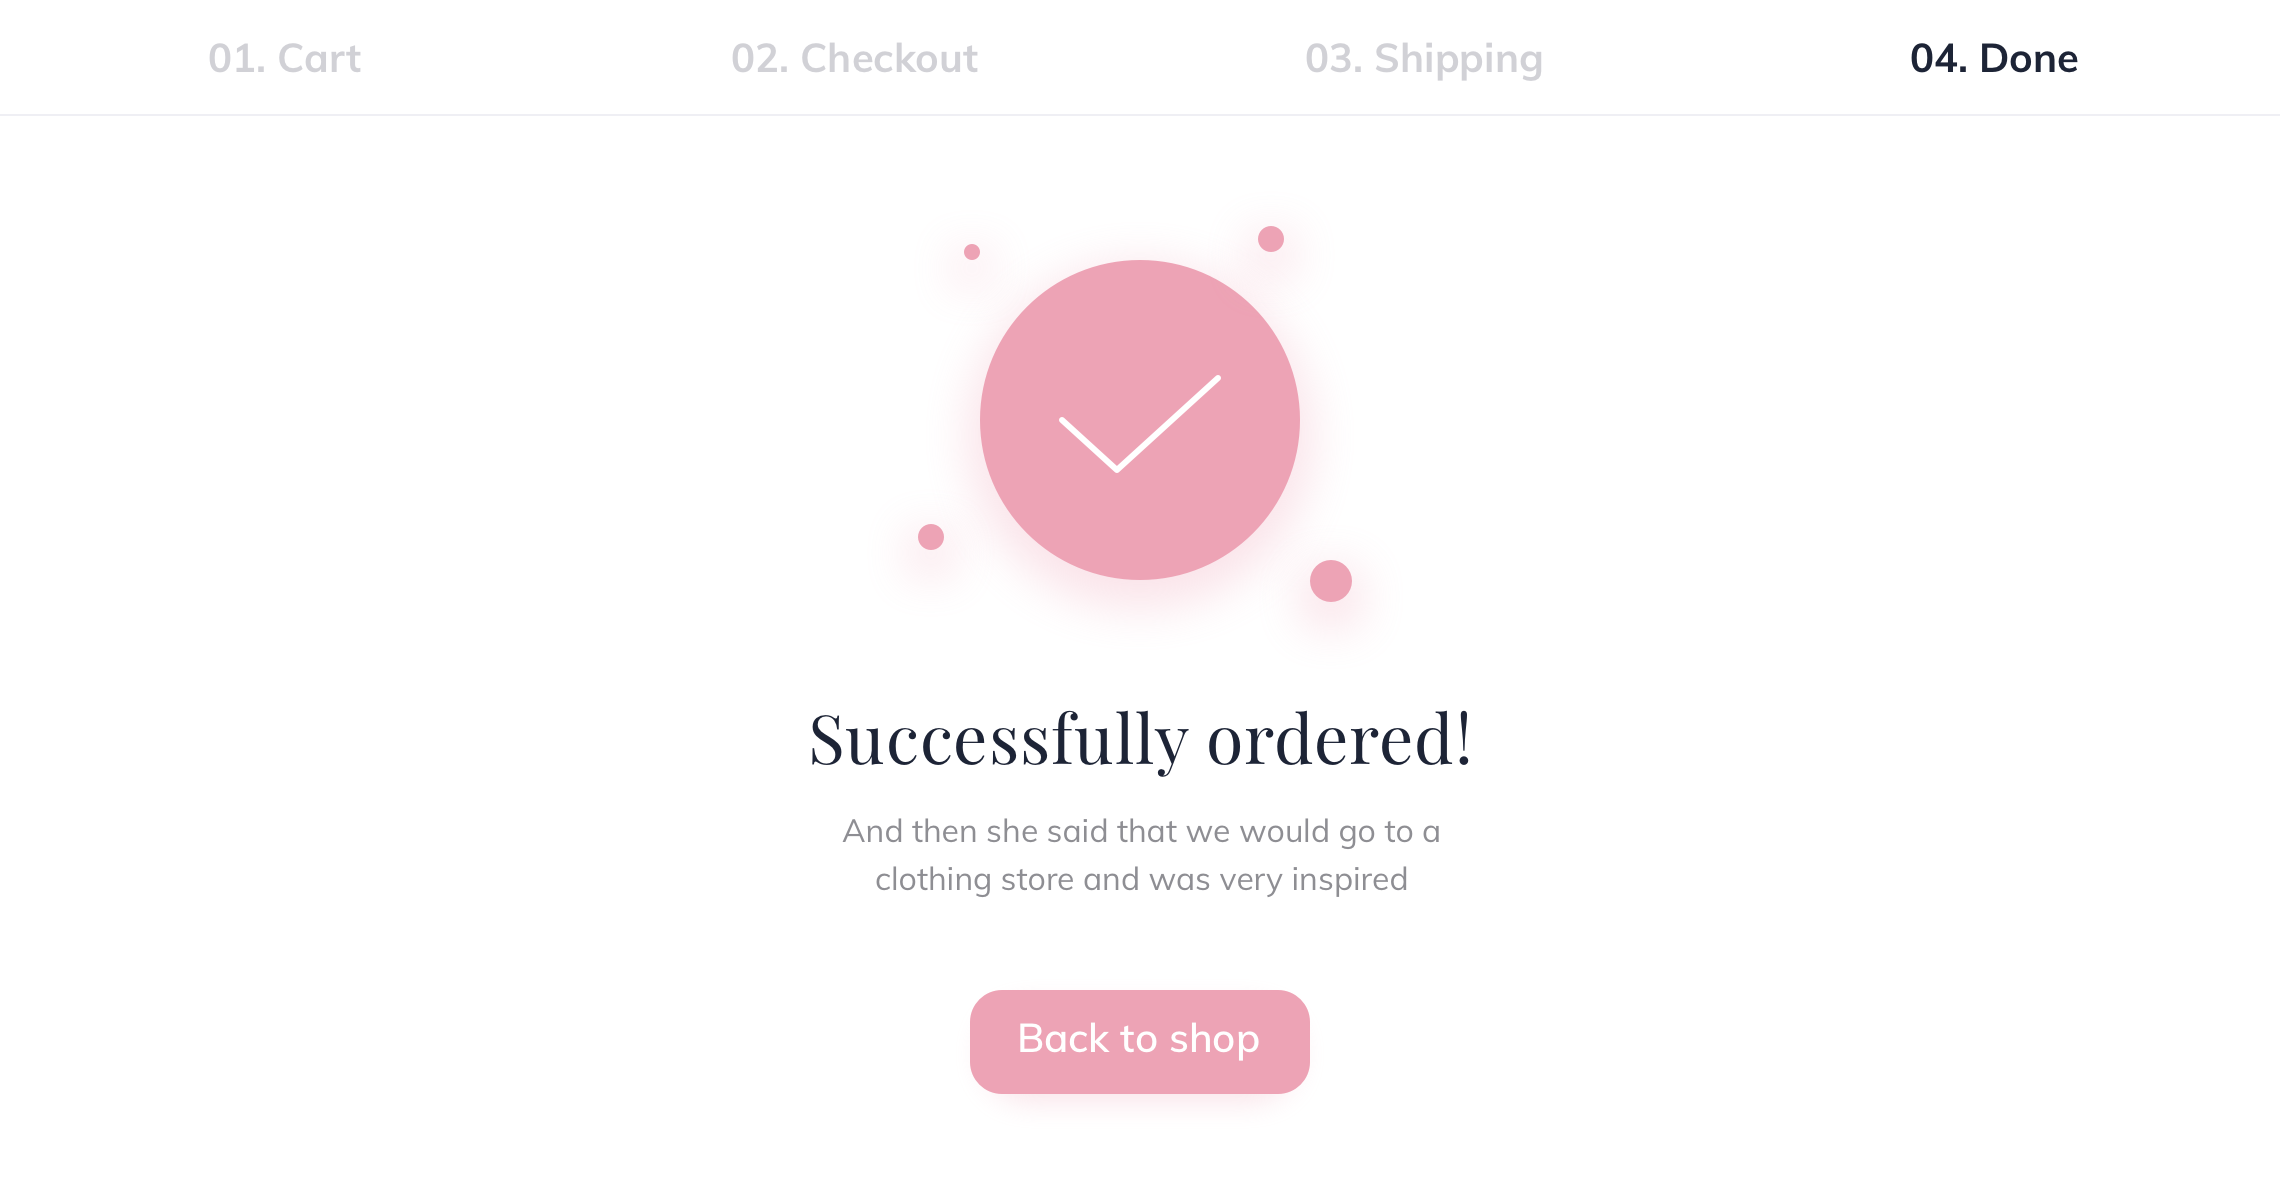 01. Cart
02. Checkout
03. Shipping
04. Done
Successfully ordered!
And then she said that we would go to a
clothing store and was very inspired
Back to shop